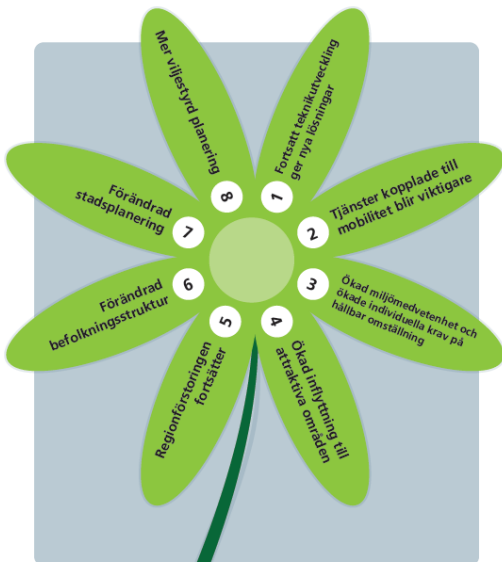 1
Fortsatt teknikutveckling
ger nya lösningar
2
Tjänster kopplade till
mobilitet blir viktigare
3
Ökad miljömedvetenhet och
ökade individuella krav på
hållbar omställning
4
Ökad inflyttning till
attraktiva områden
5
Regionförstoringen
fortsätter
6
Förändrad
befolkningsstruktur
7
Förändrad
stadsplanering
8
Mer viljestyrd planering